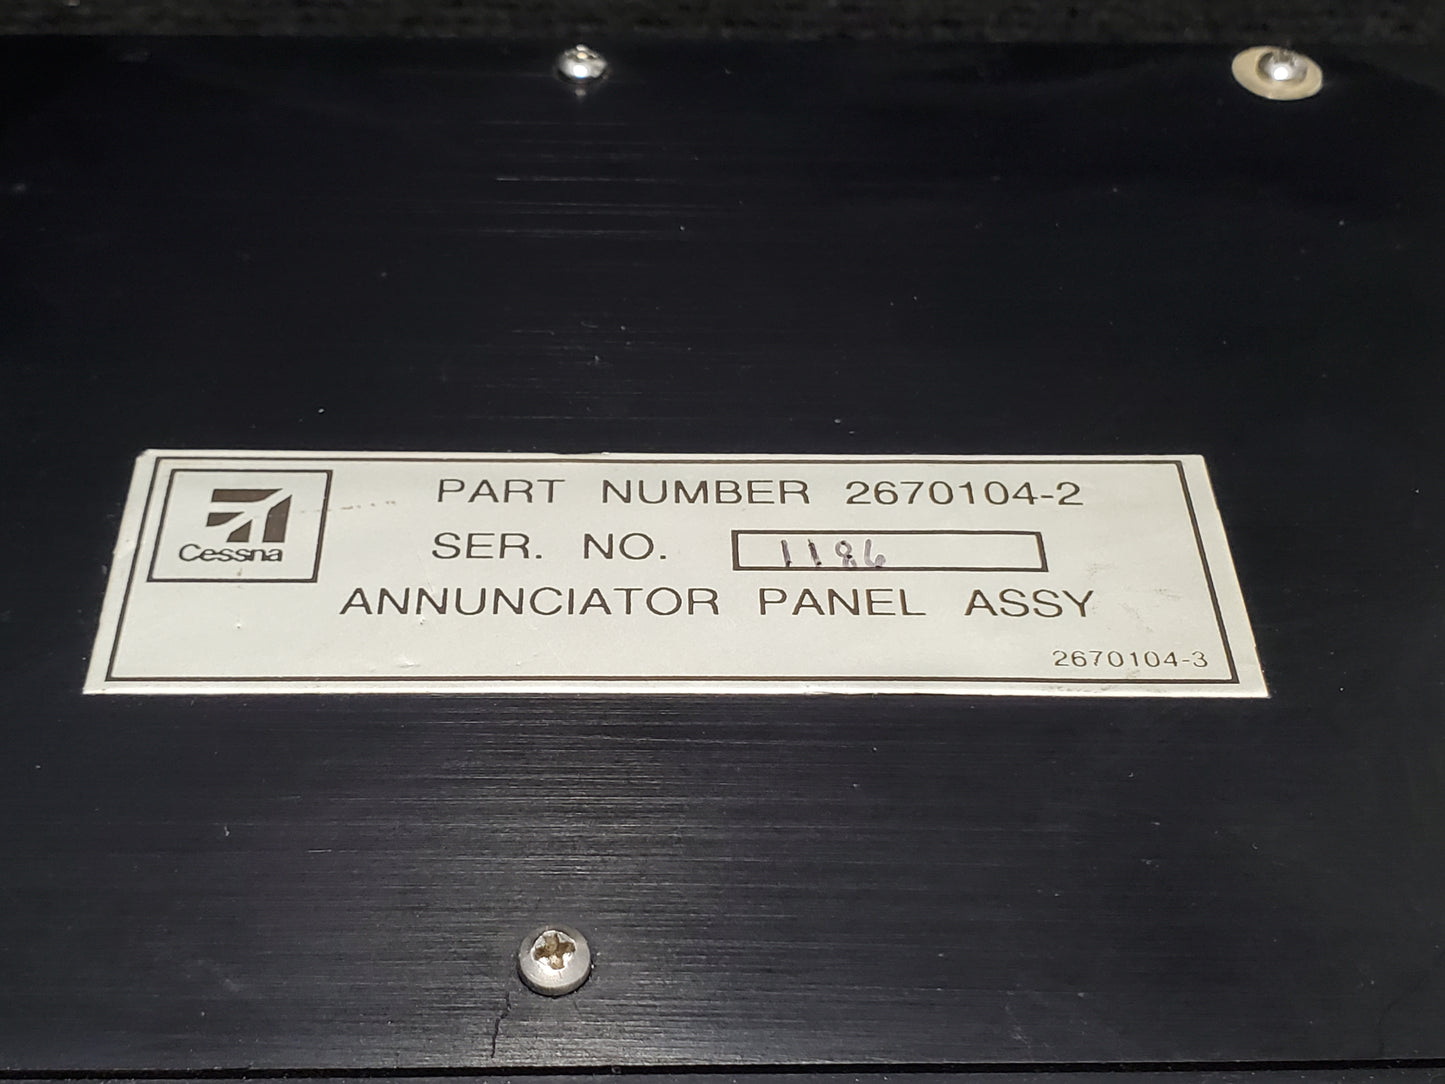 Cessna
PART NUMBER 2670104-2
SER. NO. 1186
ANNUNCIATOR PANEL ASSY
2670104-3